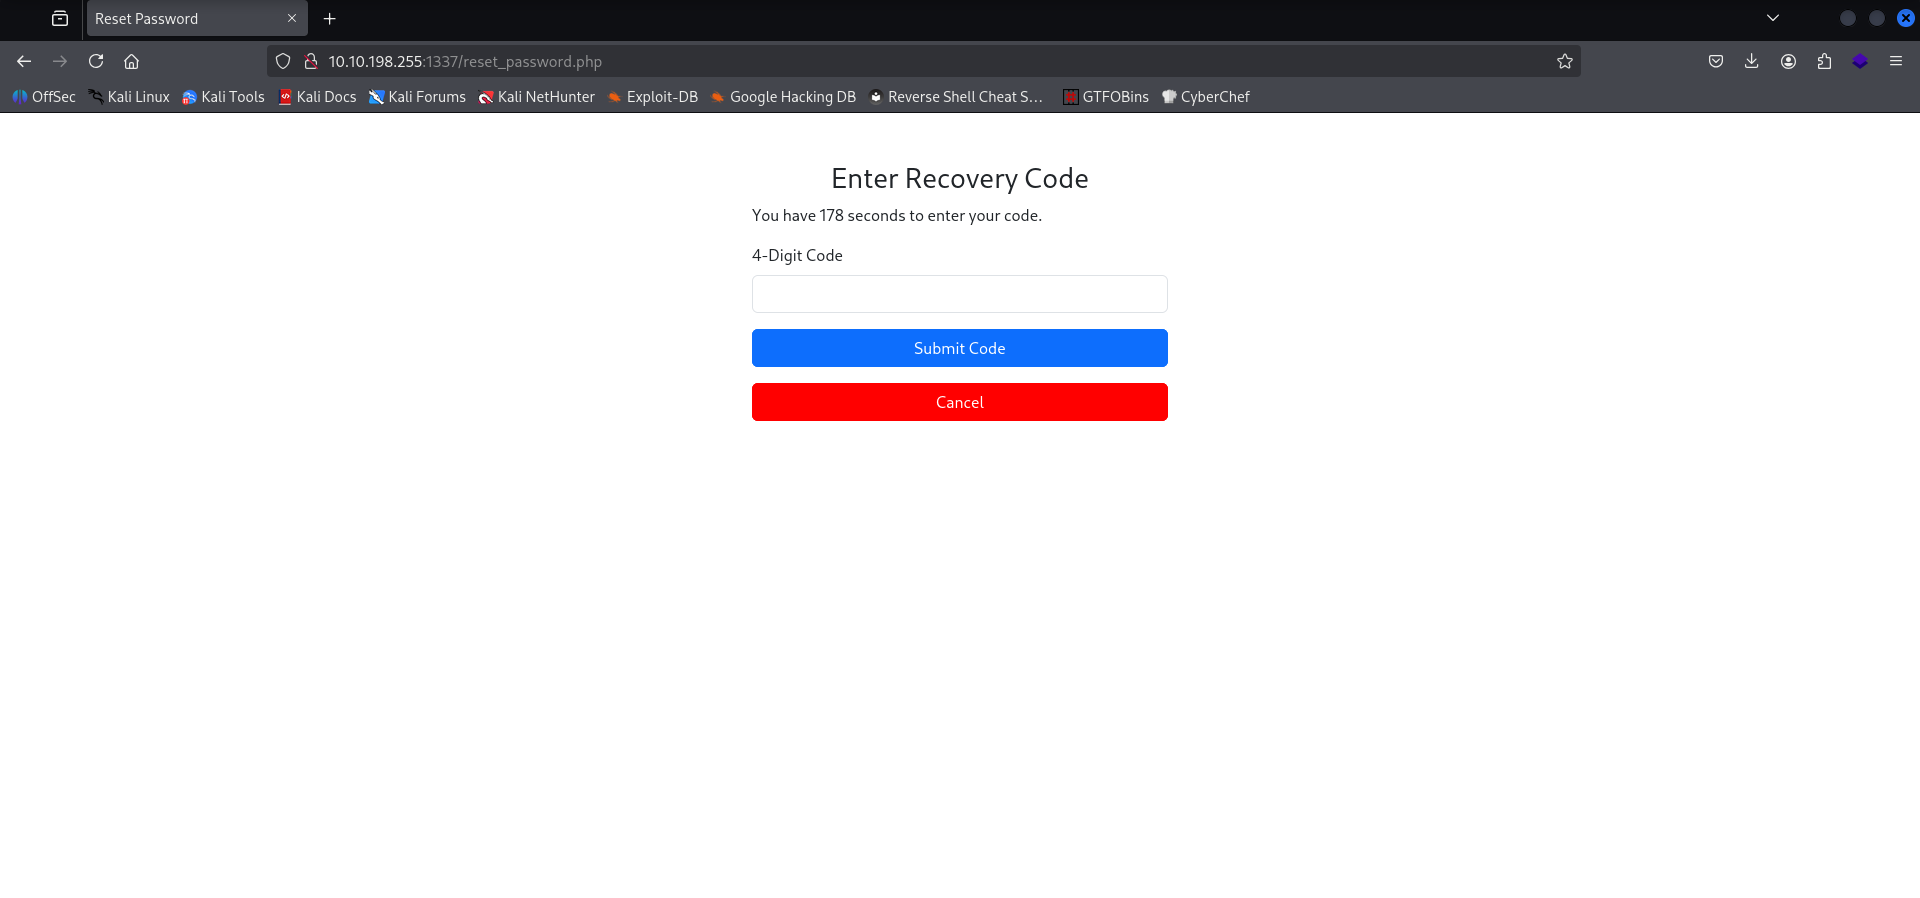 Reset Password
10.10.198.255:1337/reset_password.php
OffSec Kali Linux Kali Tools Kali Docs Kali Forums Kali NetHunter Exploit-DB Google Hacking DB Reverse Shell Cheat S… GTFOBins CyberChef
Enter Recovery Code
You have 178 seconds to enter your code.
4-Digit Code
Submit Code
Cancel